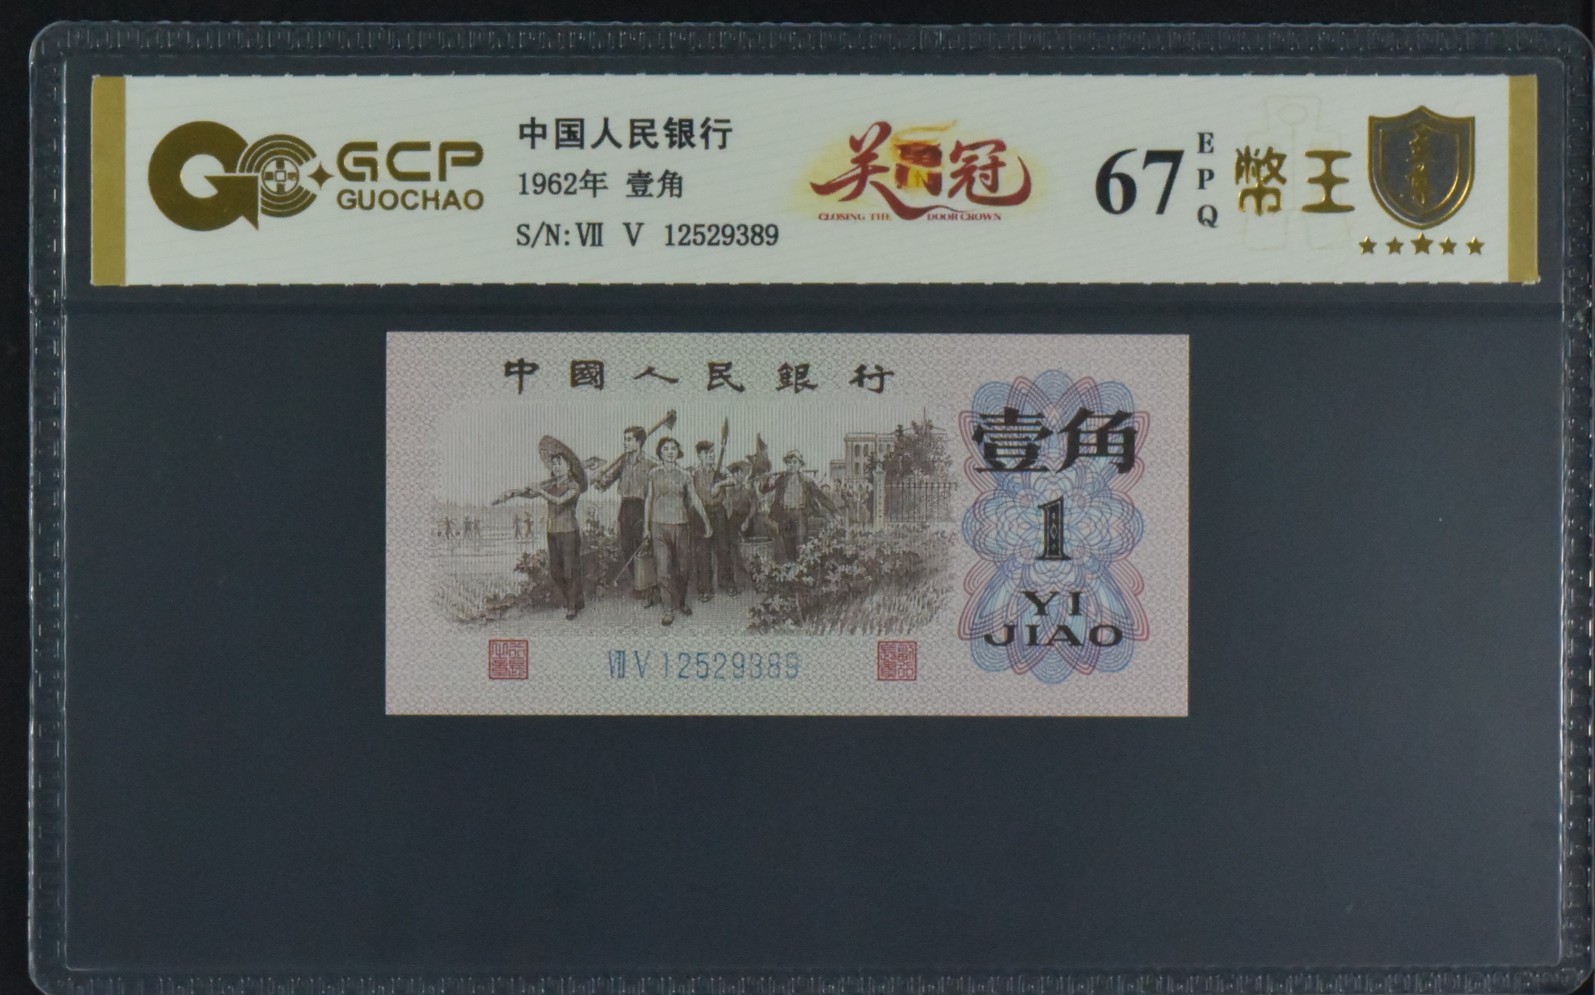 GCP
GUOCHAO
中国人民银行
1962年 壹角
S/N: Ⅶ V 12529389
关门冠
CLOSING THE DOOR CROWN
67
EPQ
幣王
中國人民銀行
壹角
1
YI
JIAO
Ⅷ V 12529389